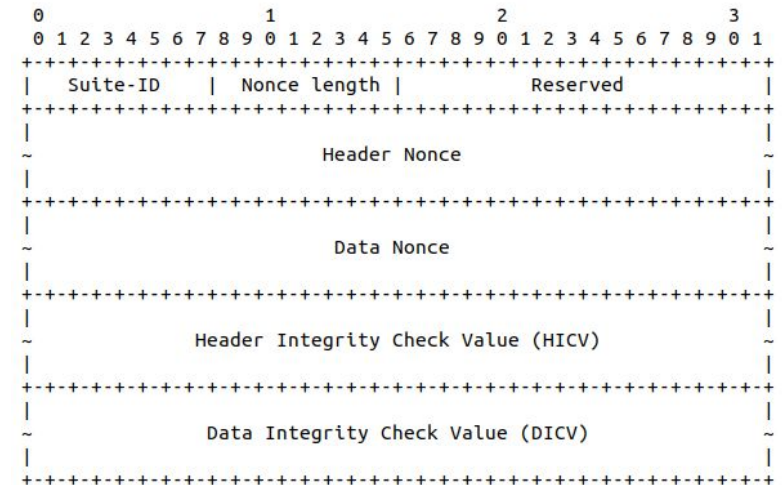 0                   1                   2                   3
 0 1 2 3 4 5 6 7 8 9 0 1 2 3 4 5 6 7 8 9 0 1 2 3 4 5 6 7 8 9 0 1
+-+-+-+-+-+-+-+-+-+-+-+-+-+-+-+-+-+-+-+-+-+-+-+-+-+-+-+-+-+-+-+-+
|   Suite-ID    |  Nonce length |           Reserved            |
+-+-+-+-+-+-+-+-+-+-+-+-+-+-+-+-+-+-+-+-+-+-+-+-+-+-+-+-+-+-+-+-+
|                                                               |
~                         Header Nonce                          ~
|                                                               |
+-+-+-+-+-+-+-+-+-+-+-+-+-+-+-+-+-+-+-+-+-+-+-+-+-+-+-+-+-+-+-+-+
|                                                               |
~                          Data Nonce                           ~
|                                                               |
+-+-+-+-+-+-+-+-+-+-+-+-+-+-+-+-+-+-+-+-+-+-+-+-+-+-+-+-+-+-+-+-+
|                                                               |
~              Header Integrity Check Value (HICV)              ~
|                                                               |
+-+-+-+-+-+-+-+-+-+-+-+-+-+-+-+-+-+-+-+-+-+-+-+-+-+-+-+-+-+-+-+-+
|                                                               |
~               Data Integrity Check Value (DICV)               ~
|                                                               |
+-+-+-+-+-+-+-+-+-+-+-+-+-+-+-+-+-+-+-+-+-+-+-+-+-+-+-+-+-+-+-+-+